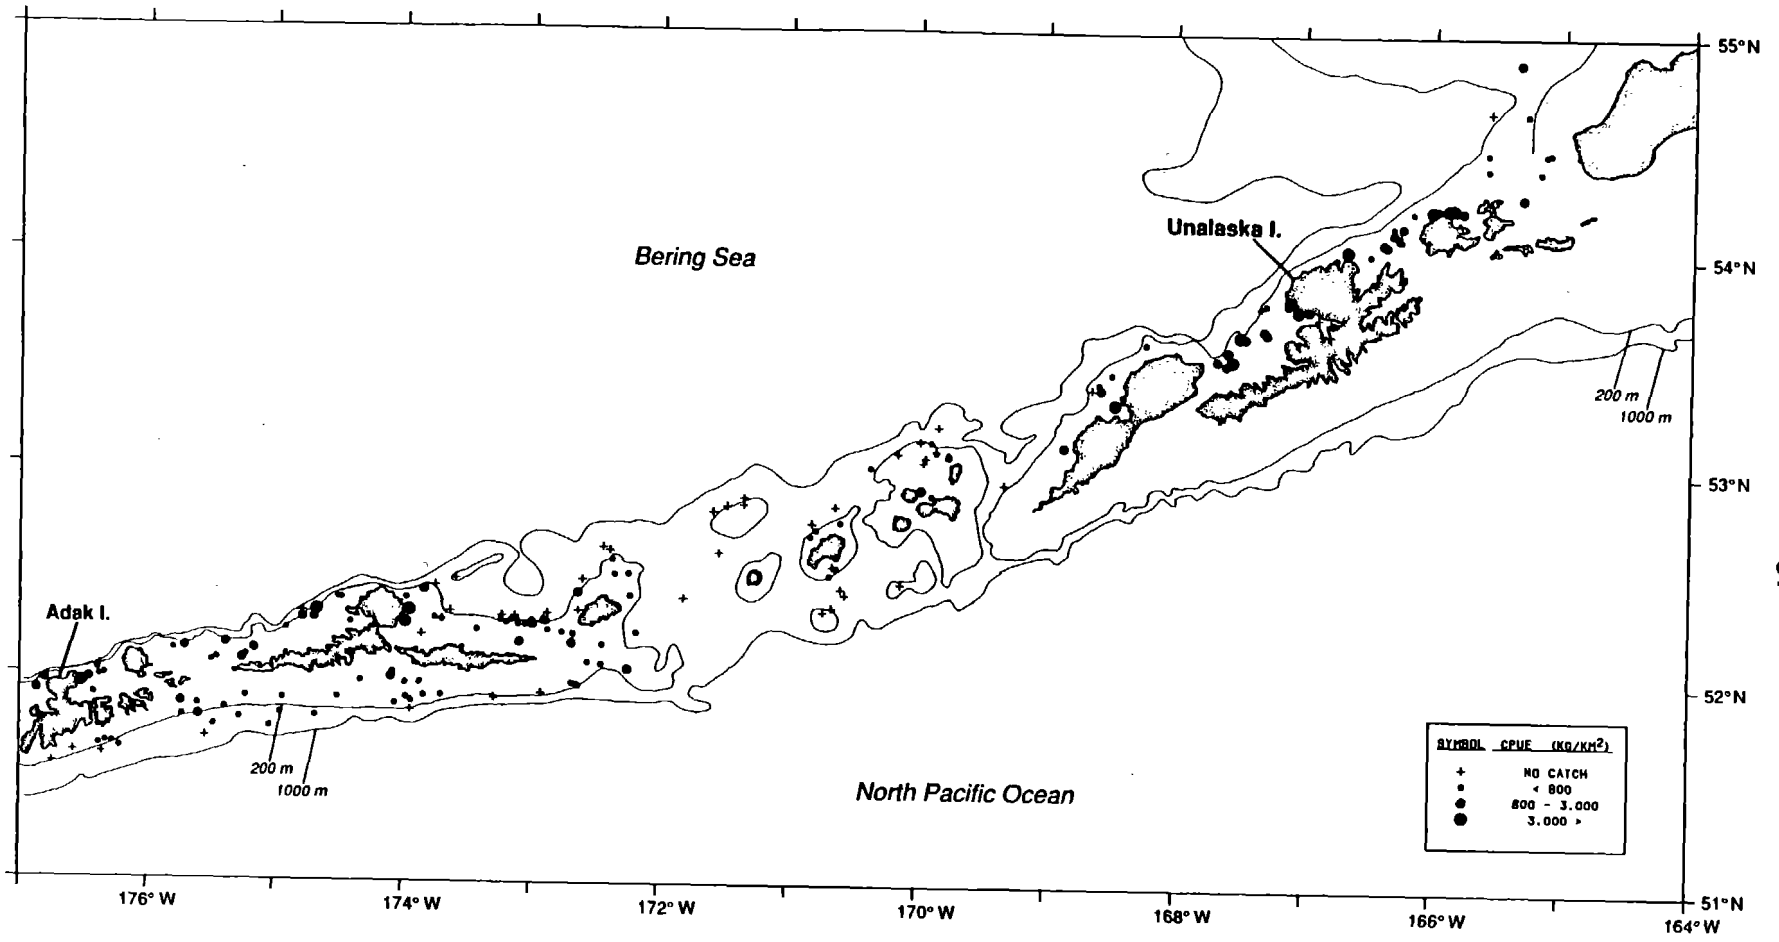 55°N
Unalaska I.
Bering Sea
54°N
200 m
1000 m
53°N
Adak I.
52°N
SYMBOL CPUE (KG/KM²)
+ NO CATCH
< 800
800 - 3.000
3.000 >
200 m
1000 m
North Pacific Ocean
51°N
176°W 174°W 172°W 170°W 168°W 166°W 164°W